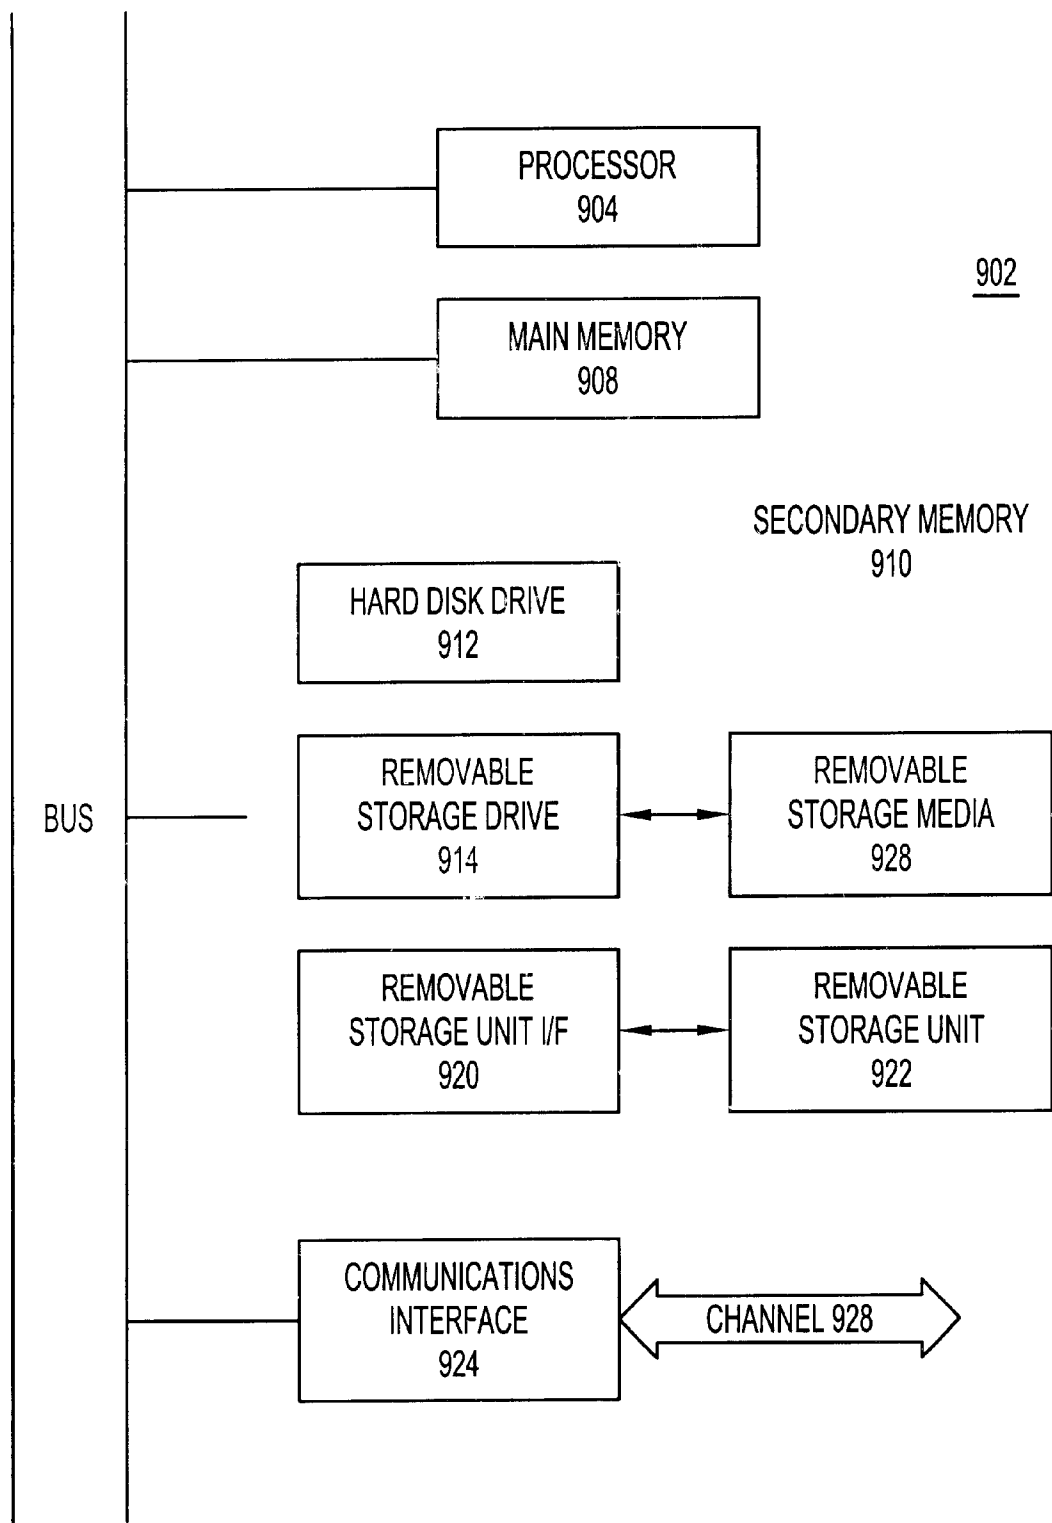 PROCESSOR
904
902
MAIN MEMORY
908
SECONDARY MEMORY
910
HARD DISK DRIVE
912
BUS
REMOVABLE
STORAGE DRIVE
914
REMOVABLE
STORAGE MEDIA
928
REMOVABLE
STORAGE UNIT I/F
920
REMOVABLE
STORAGE UNIT
922
COMMUNICATIONS
INTERFACE
924
CHANNEL 928